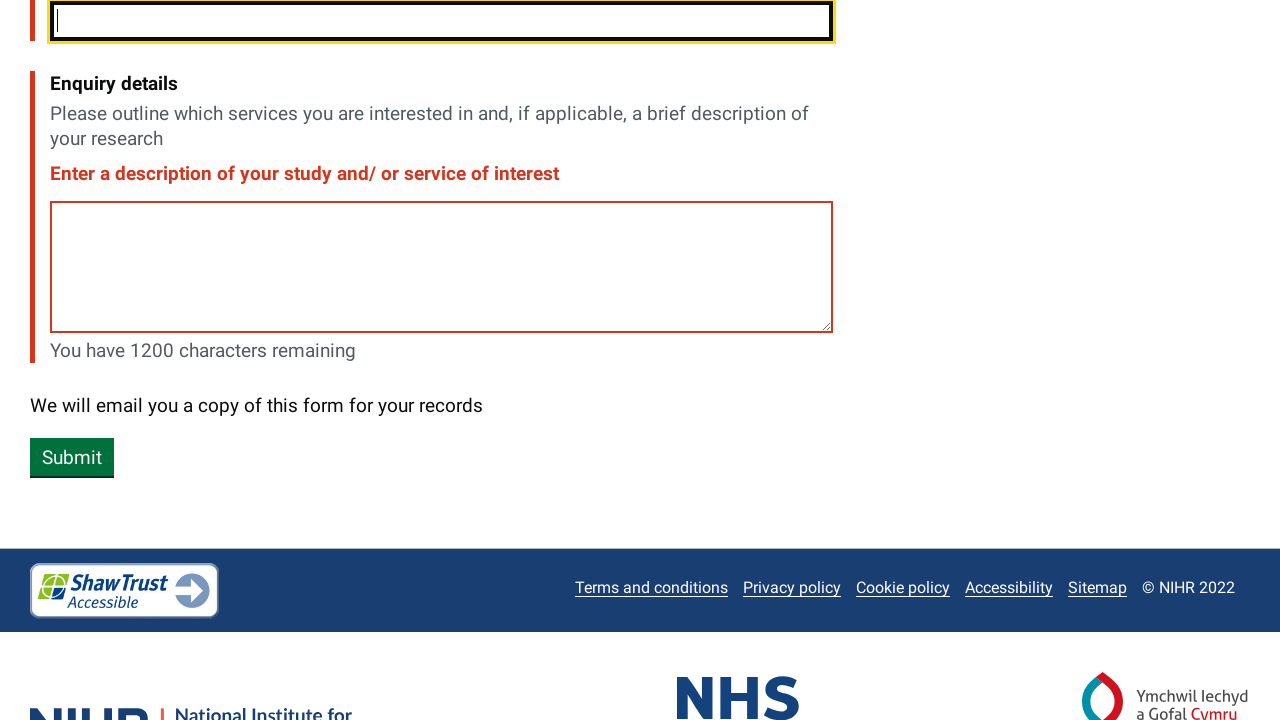 Enquiry details
Please outline which services you are interested in and, if applicable, a brief description of
your research
Enter a description of your study and/ or service of interest
You have 1200 characters remaining
We will email you a copy of this form for your records
Submit
Shaw Trust
Accessible
Terms and conditions Privacy policy Cookie policy Accessibility Sitemap © NIHR 2022
NIHR National Institute for
NHS
Ymchwil Iechyd
a Gofal Cymru